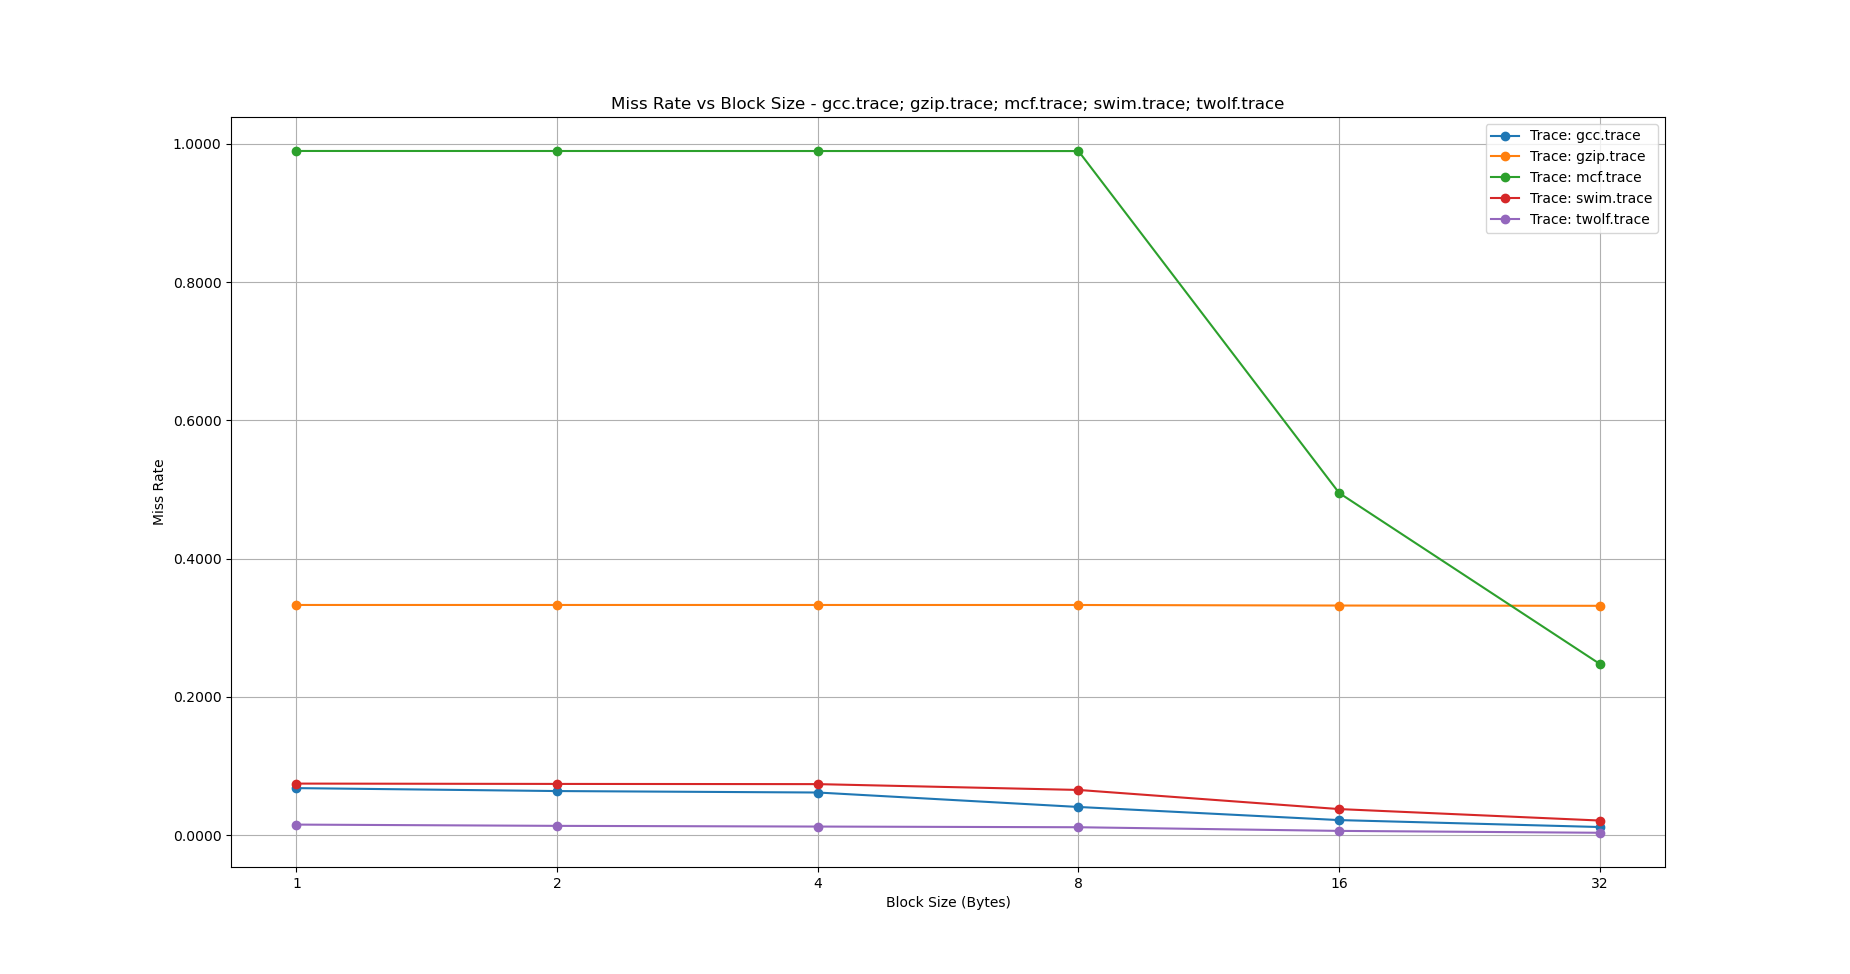 Miss Rate vs Block Size - gcc.trace; gzip.trace; mcf.trace; swim.trace; twolf.trace
Trace: gcc.trace
Trace: gzip.trace
Trace: mcf.trace
Trace: swim.trace
Trace: twolf.trace
1.0000
0.8000
0.6000
0.4000
0.2000
0.0000
Miss Rate
1 2 4 8 16 32
Block Size (Bytes)